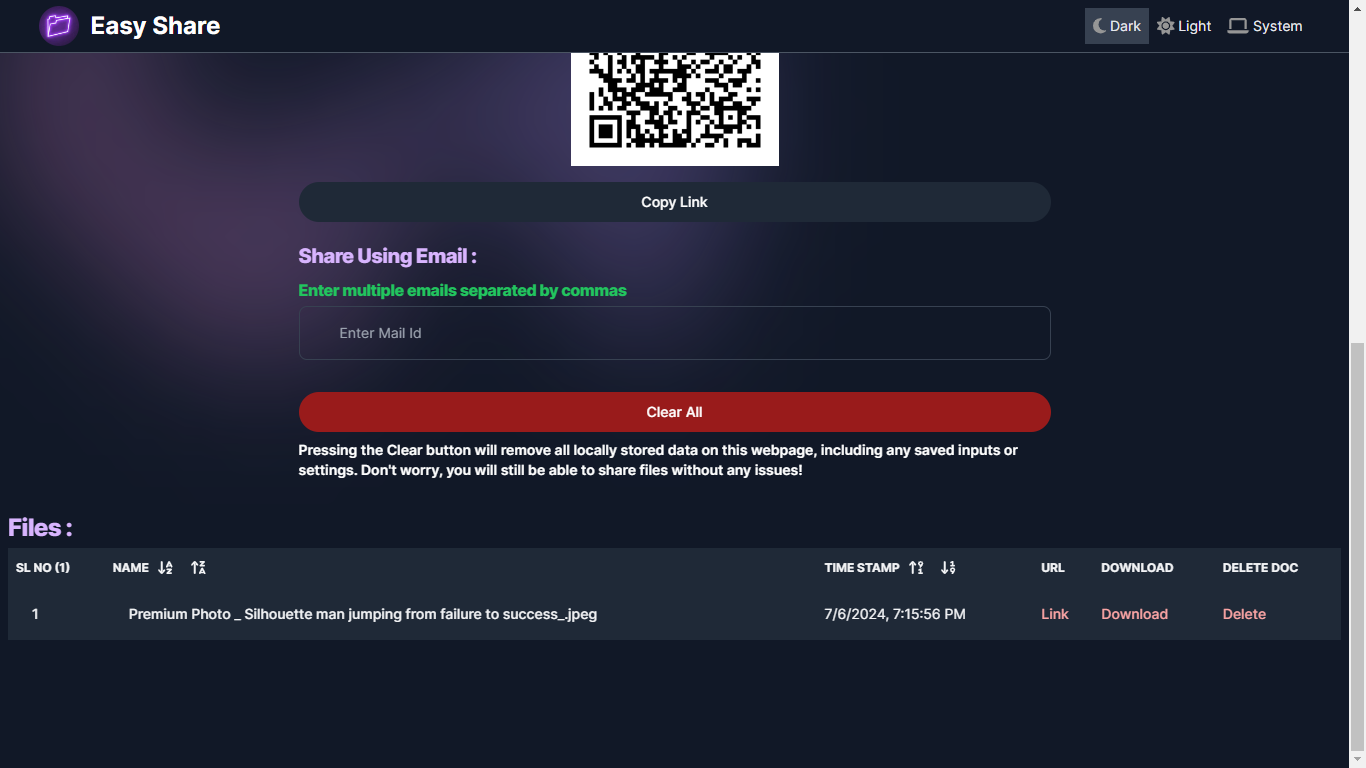 Easy Share
Dark Light System
Copy Link
Share Using Email :
Enter multiple emails separated by commas
Enter Mail Id
Clear All
Pressing the Clear button will remove all locally stored data on this webpage, including any saved inputs or
settings. Don't worry, you will still be able to share files without any issues!
Files :
SL NO (1) NAME TIME STAMP URL DOWNLOAD DELETE DOC
1 Premium Photo _ Silhouette man jumping from failure to success_.jpeg 7/6/2024, 7:15:56 PM Link Download Delete